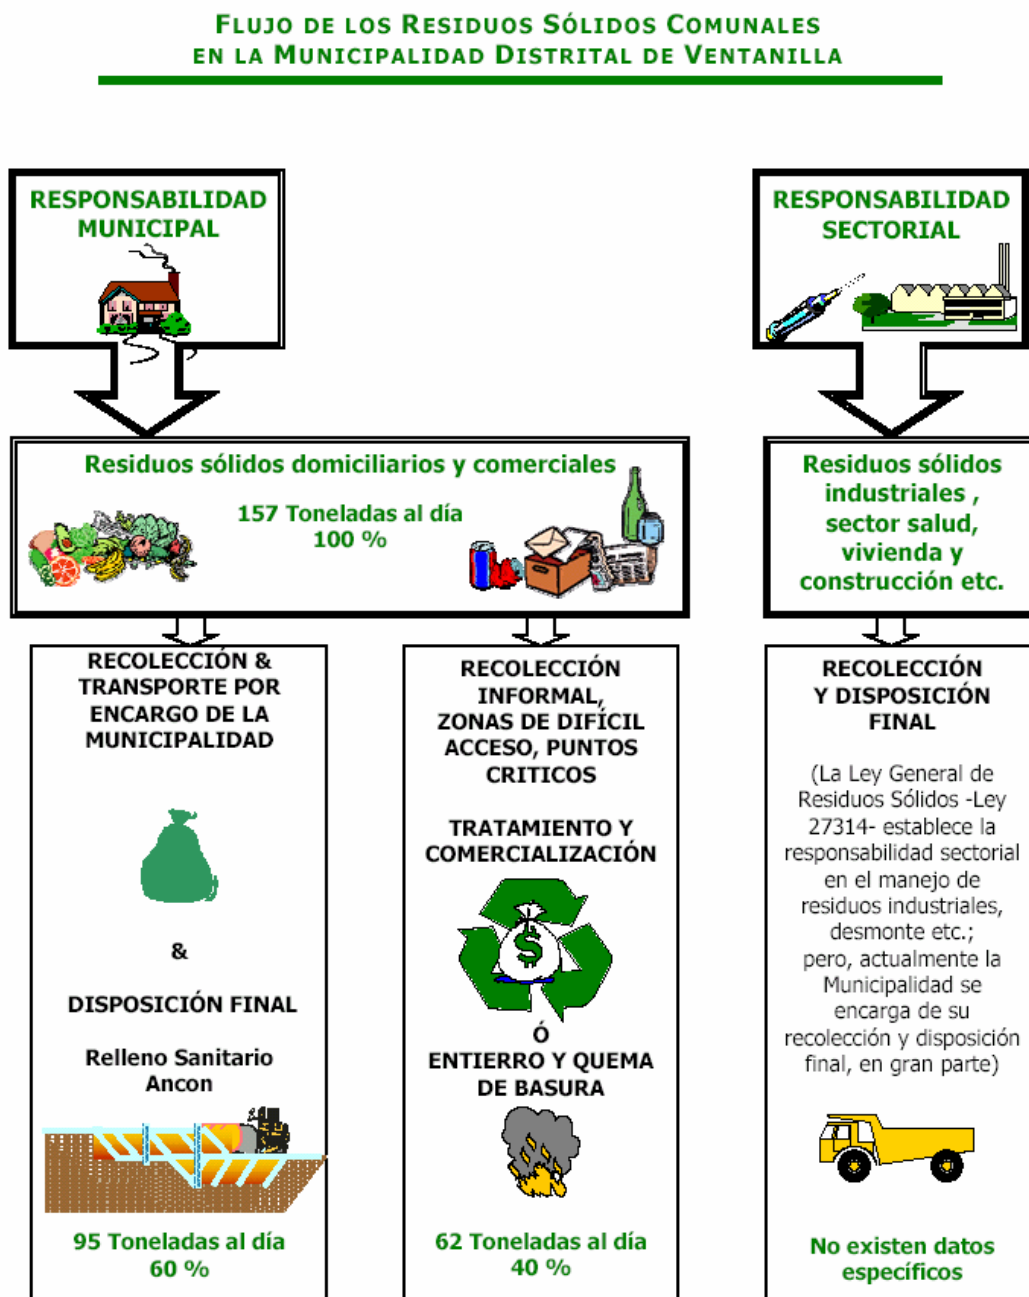 FLUJO DE LOS RESIDUOS SÓLIDOS COMUNALES
EN LA MUNICIPALIDAD DISTRITAL DE VENTANILLA
RESPONSABILIDAD
MUNICIPAL
RESPONSABILIDAD
SECTORIAL
Residuos sólidos domiciliarios y comerciales
157 Toneladas al día
100 %
Residuos sólidos
industriales ,
sector salud,
vivienda y
construcción etc.
RECOLECCIÓN &
TRANSPORTE POR
ENCARGO DE LA
MUNICIPALIDAD
&
DISPOSICIÓN FINAL
Relleno Sanitario
Ancon
95 Toneladas al día
60 %
RECOLECCIÓN
INFORMAL,
ZONAS DE DIFÍCIL
ACCESO, PUNTOS
CRITICOS
TRATAMIENTO Y
COMERCIALIZACIÓN
$
Ó
ENTIERRO Y QUEMA
DE BASURA
62 Toneladas al día
40 %
RECOLECCIÓN
Y DISPOSICIÓN
FINAL
(La Ley General de
Residuos Sólidos -Ley
27314- establece la
responsabilidad sectorial
en el manejo de
residuos industriales,
desmonte etc.;
pero, actualmente la
Municipalidad se
encarga de su
recolección y disposición
final, en gran parte)
No existen datos
específicos